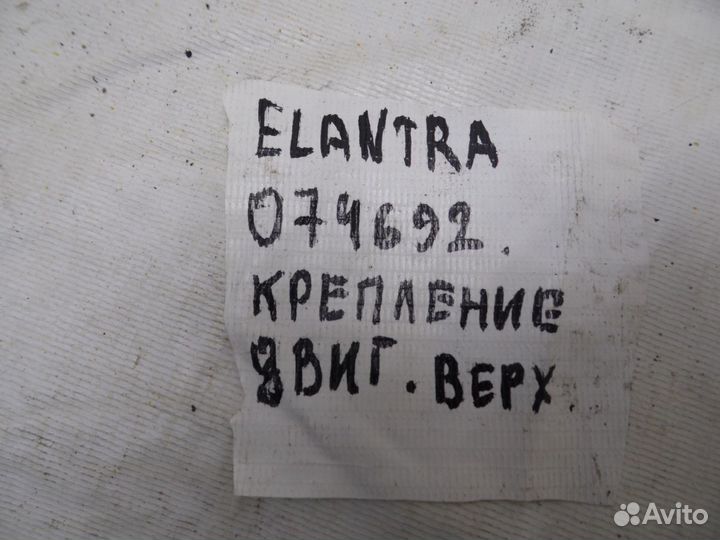 ELANTRA
074692.
КРЕПЛЕНИЕ
ДВИГ. ВЕРХ
Avito